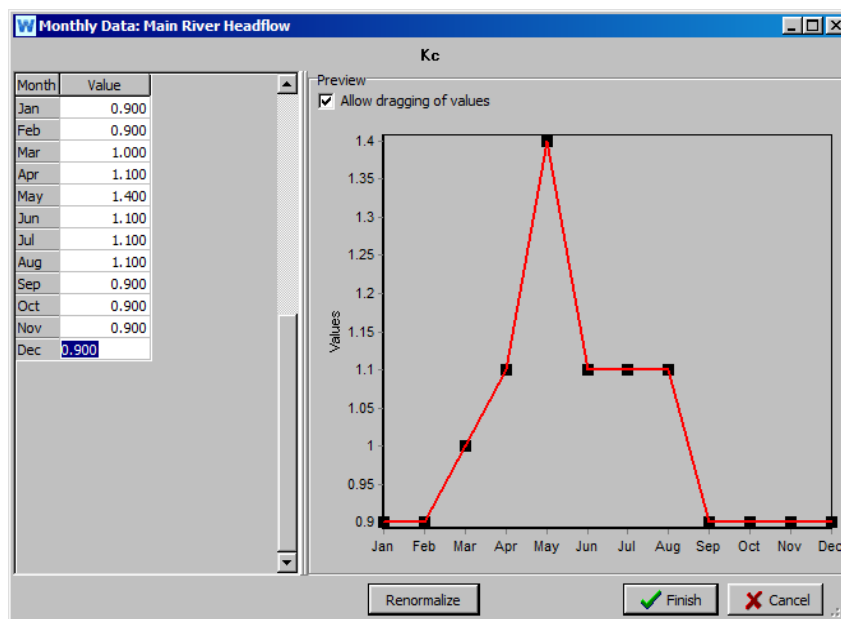 W Monthly Data: Main River Headflow
Kc
Month Value
Jan 0.900
Feb 0.900
Mar 1.000
Apr 1.100
May 1.400
Jun 1.100
Jul 1.100
Aug 1.100
Sep 0.900
Oct 0.900
Nov 0.900
Dec 0.900
Preview
Allow dragging of values
Values
1.4
1.35
1.3
1.25
1.2
1.15
1.1
1.05
1
0.95
0.9
Jan Feb Mar Apr May Jun Jul Aug Sep Oct Nov Dec
Renormalize Finish Cancel